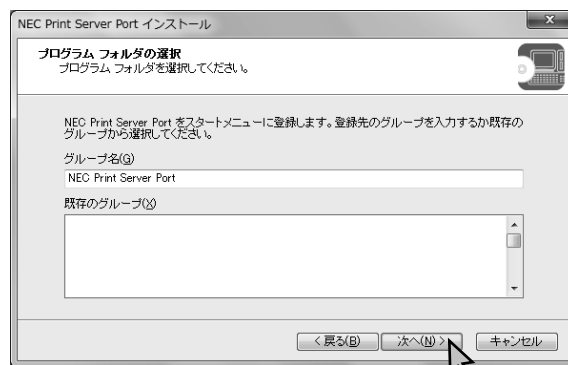 NEC Print Server Port インストール
プログラム フォルダの選択
プログラム フォルダを選択してください。
NEC Print Server Port をスタートメニューに登録します。登録先のグループを入力するか既存の
グループから選択してください。
グループ名(G)
NEC Print Server Port
既存のグループ(X)
< 戻る(B) 次へ(N) > キャンセル